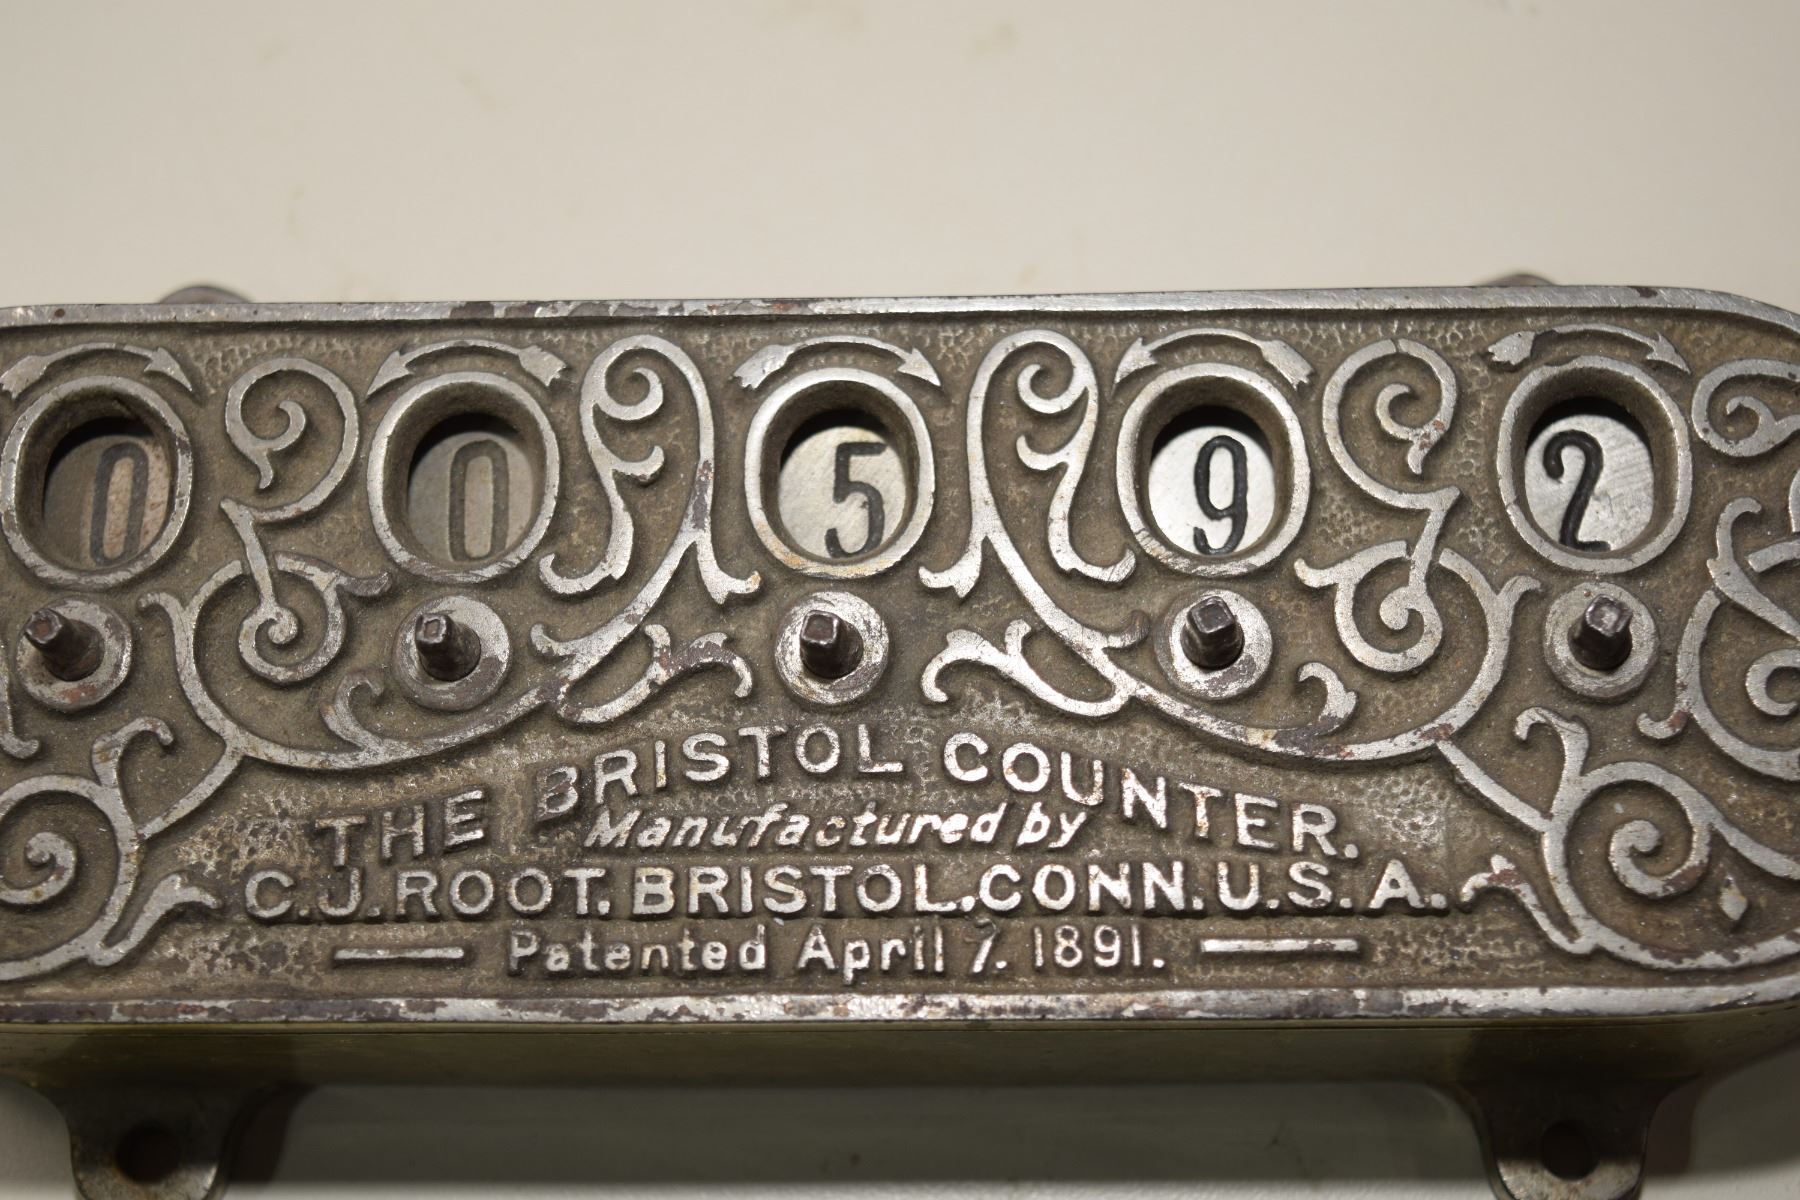 0 0 5 9 2
THE BRISTOL COUNTER.
Manufactured by
C.J. ROOT. BRISTOL. CONN. U.S.A.
Patented April 7. 1891.